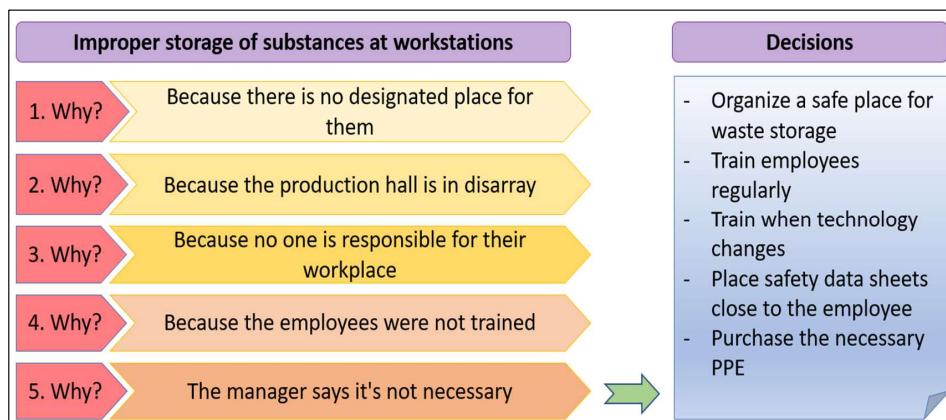 Improper storage of substances at workstations
1. Why?
Because there is no designated place for
them
2. Why?
Because the production hall is in disarray
3. Why?
Because no one is responsible for their
workplace
4. Why?
Because the employees were not trained
5. Why?
The manager says it's not necessary
Decisions
- Organize a safe place for
waste storage
- Train employees
regularly
- Train when technology
changes
- Place safety data sheets
close to the employee
- Purchase the necessary
PPE